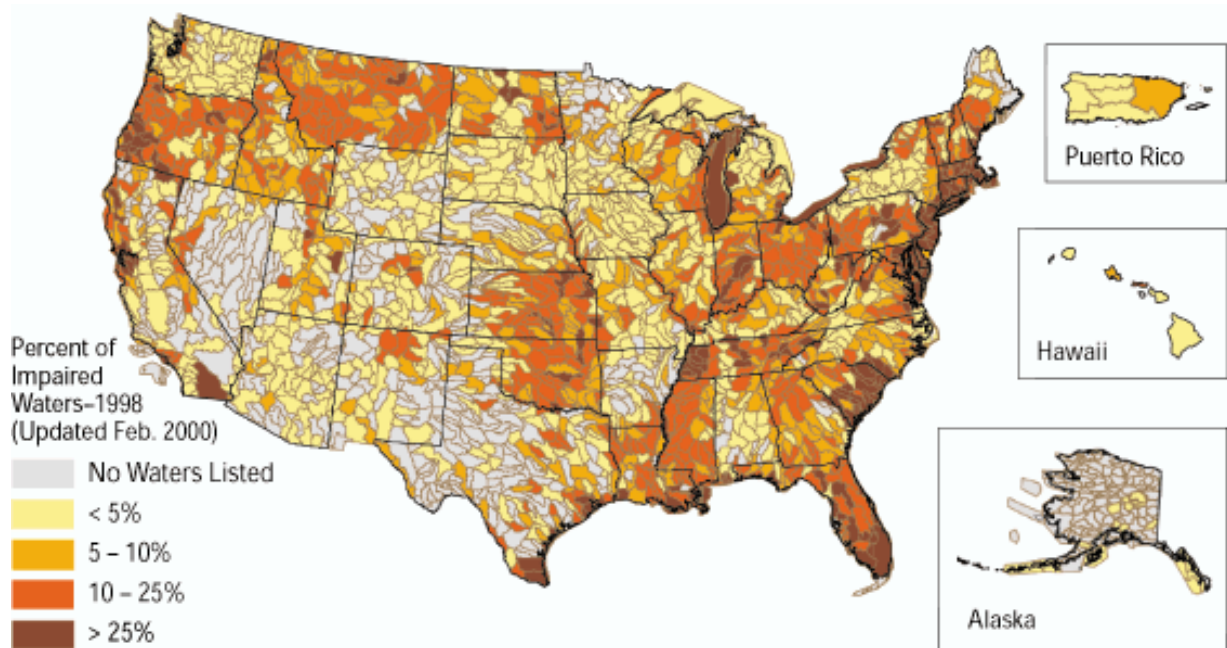 Puerto Rico
Hawaii
Percent of
Impaired
Waters–1998
(Updated Feb. 2000)
No Waters Listed
< 5%
5 – 10%
10 – 25%
> 25%
Alaska